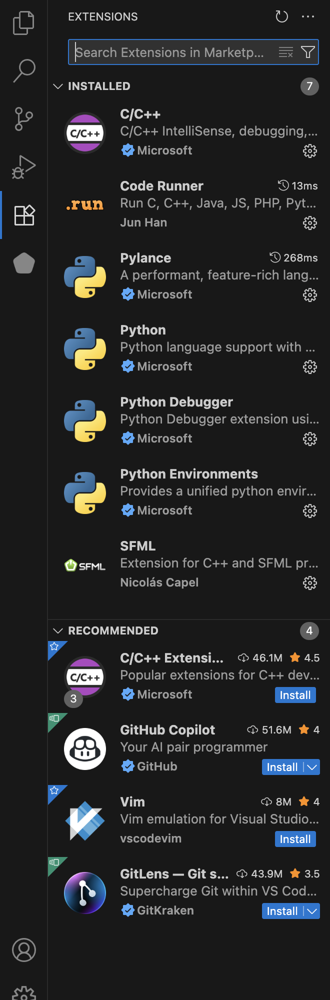 EXTENSIONS
Search Extensions in Marketp...
INSTALLED 7
C/C++
C/C++
C/C++ IntelliSense, debugging,...
Microsoft
.run
Code Runner 13ms
Run C, C++, Java, JS, PHP, Pyt...
Jun Han
Pylance 268ms
A performant, feature-rich lang...
Microsoft
Python
Python language support with ...
Microsoft
Python Debugger
Python Debugger extension usi...
Microsoft
Python Environments
Provides a unified python envir...
Microsoft
SFML
SFML
Extension for C++ and SFML pr...
Nicolás Capel
RECOMMENDED 4
C/C++
3
C/C++ Extensi... 46.1M 4.5
Popular extensions for C++ dev...
Microsoft Install
GitHub Copilot 51.6M 4
Your AI pair programmer
GitHub Install
Vim 8M 4
Vim emulation for Visual Studio...
vscodevim Install
GitLens — Git s... 43.9M 3.5
Supercharge Git within VS Cod...
GitKraken Install